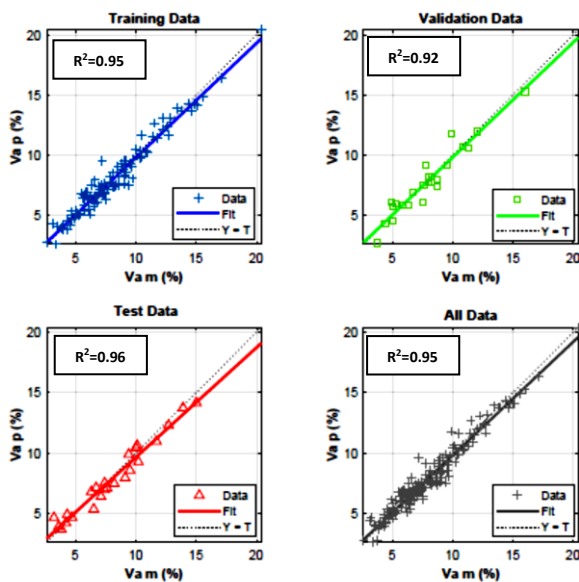 Training Data
R²=0.95
Va p (%)
20
15
10
5
Data
Fit
Y = T
5 10 15 20
Va m (%)
Validation Data
R²=0.92
Va p (%)
20
15
10
5
Data
Fit
Y = T
5 10 15 20
Va m (%)
Test Data
R²=0.96
Va p (%)
20
15
10
5
Data
Fit
Y = T
5 10 15 20
Va m (%)
All Data
R²=0.95
Va p (%)
20
15
10
5
Data
Fit
Y = T
5 10 15 20
Va m (%)